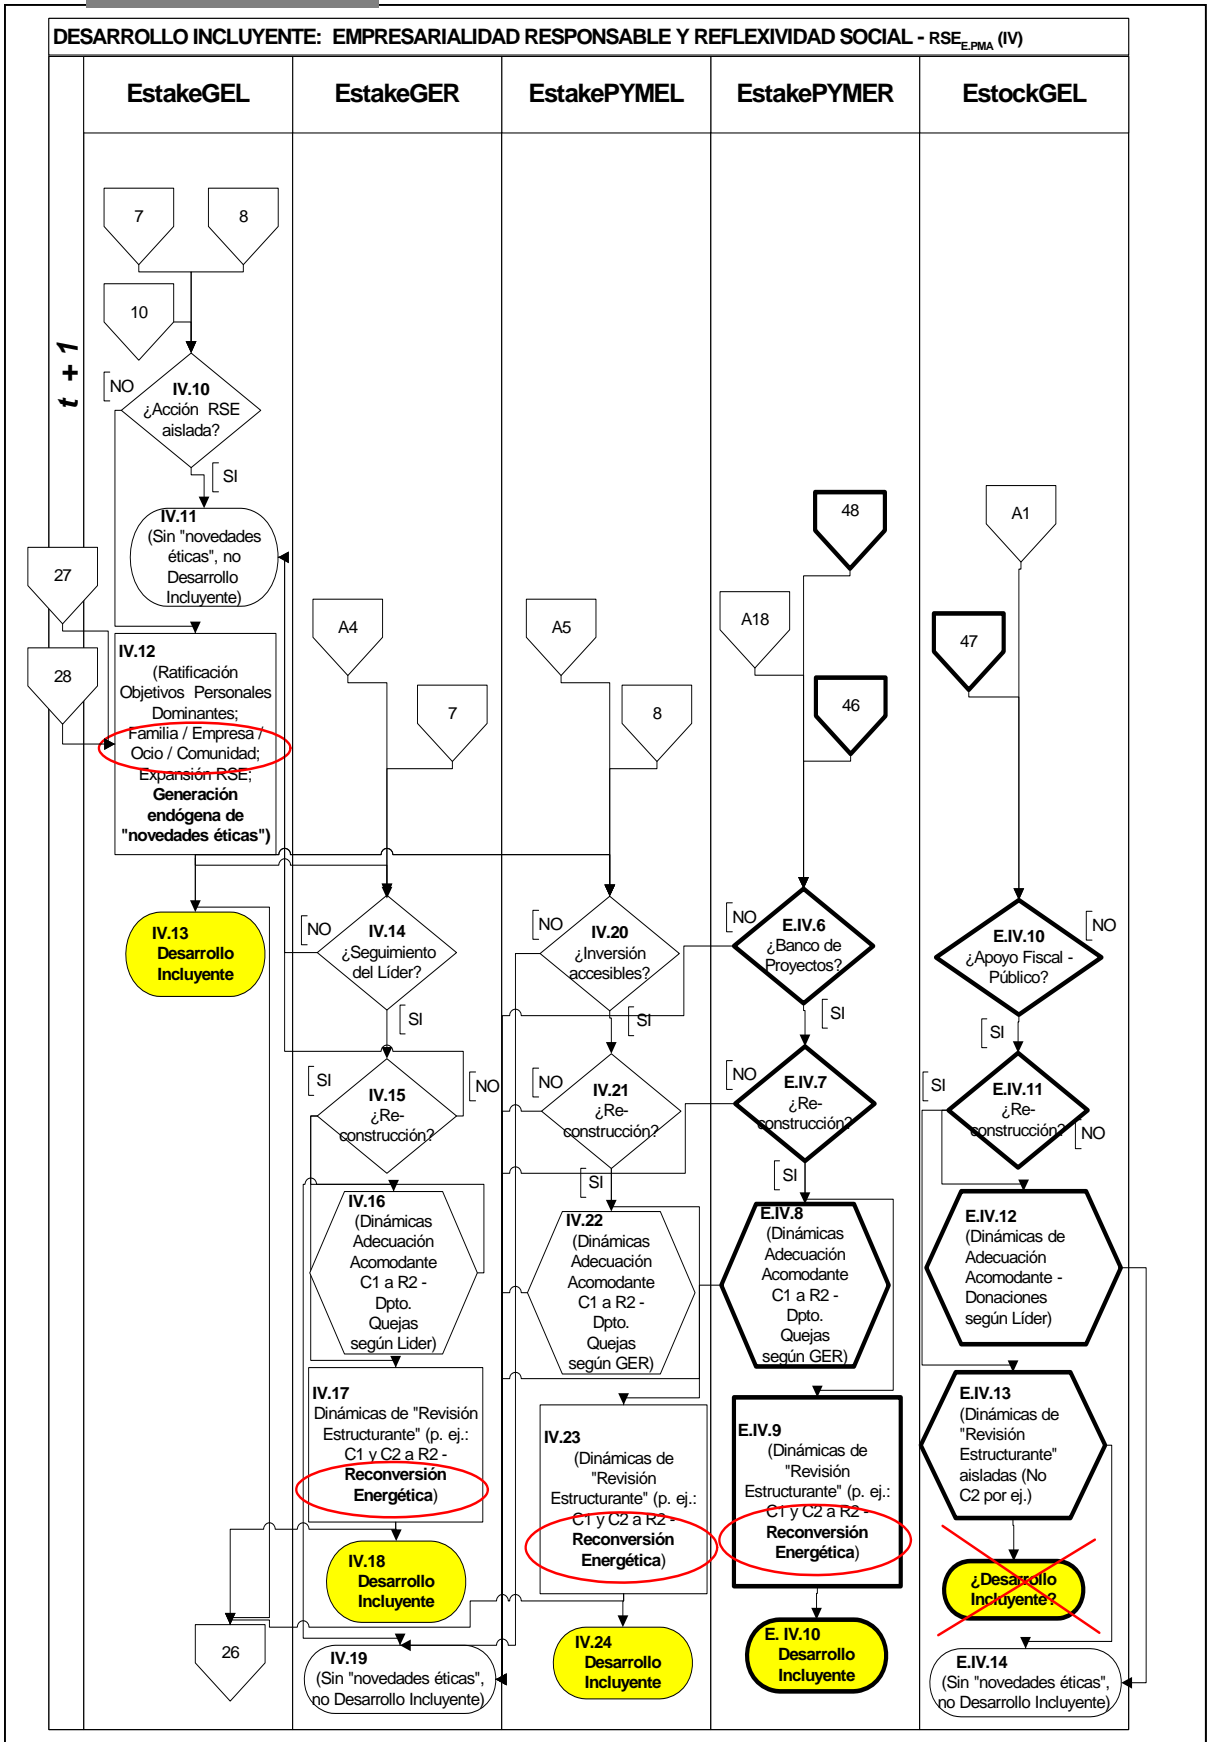 DESARROLLO INCLUYENTE: EMPRESARIALIDAD RESPONSABLE Y REFLEXIVIDAD SOCIAL - RSE E.PMA (IV)
EstakeGEL
EstakeGER
EstakePYMEL
EstakePYMER
EstockGEL
t + 1
7
8
10
NO
IV.10
¿Acción RSE
aislada?
SI
IV.11
(Sin "novedades
éticas", no
Desarrollo
Incluyente)
27
28
IV.12
(Ratificación
Objetivos Personales
Dominantes;
Familia / Empresa /
Ocio / Comunidad;
Expansión RSE;
Generación
endógena de
"novedades éticas")
IV.13
Desarrollo
Incluyente
26
A4
7
NO
IV.14
¿Seguimiento
del Líder?
SI
SI
IV.15
¿Re-
construcción?
NO
IV.16
(Dinámicas
Adecuación
Acomodante
C1 a R2 -
Dpto.
Quejas
según Lider)
IV.17
Dinámicas de "Revisión
Estructurante" (p. ej.:
C1 y C2 a R2 -
Reconversión
Energética)
IV.18
Desarrollo
Incluyente
IV.19
(Sin "novedades éticas",
no Desarrollo Incluyente)
A5
8
NO
IV.20
¿Inversión
accesibles?
SI
NO
IV.21
¿Re-
construcción?
SI
IV.22
(Dinámicas
Adecuación
Acomodante
C1 a R2 -
Dpto.
Quejas
según GER)
IV.23
(Dinámicas de
"Revisión
Estructurante" (p. ej.:
C1 y C2 a R2 -
Reconversión
Energética)
IV.24
Desarrollo
Incluyente
48
A18
46
NO
E.IV.6
¿Banco de
Proyectos?
SI
NO
E.IV.7
¿Re-
construcción?
SI
E.IV.8
(Dinámicas
Adecuación
Acomodante
C1 a R2 -
Dpto.
Quejas
según GER)
E.IV.9
(Dinámicas de
"Revisión
Estructurante" (p. ej.:
C1 y C2 a R2 -
Reconversión
Energética)
E. IV.10
Desarrollo
Incluyente
A1
47
E.IV.10
¿Apoyo Fiscal -
Público?
NO
SI
SI
E.IV.11
¿Re-
construcción?
NO
E.IV.12
(Dinámicas de
Adecuación
Acomodante -
Donaciones
según Líder)
E.IV.13
(Dinámicas de
"Revisión
Estructurante"
aisladas (No
C2 por ej.)
¿Desarrollo
Incluyente?
E.IV.14
(Sin "novedades éticas",
no Desarrollo Incluyente)